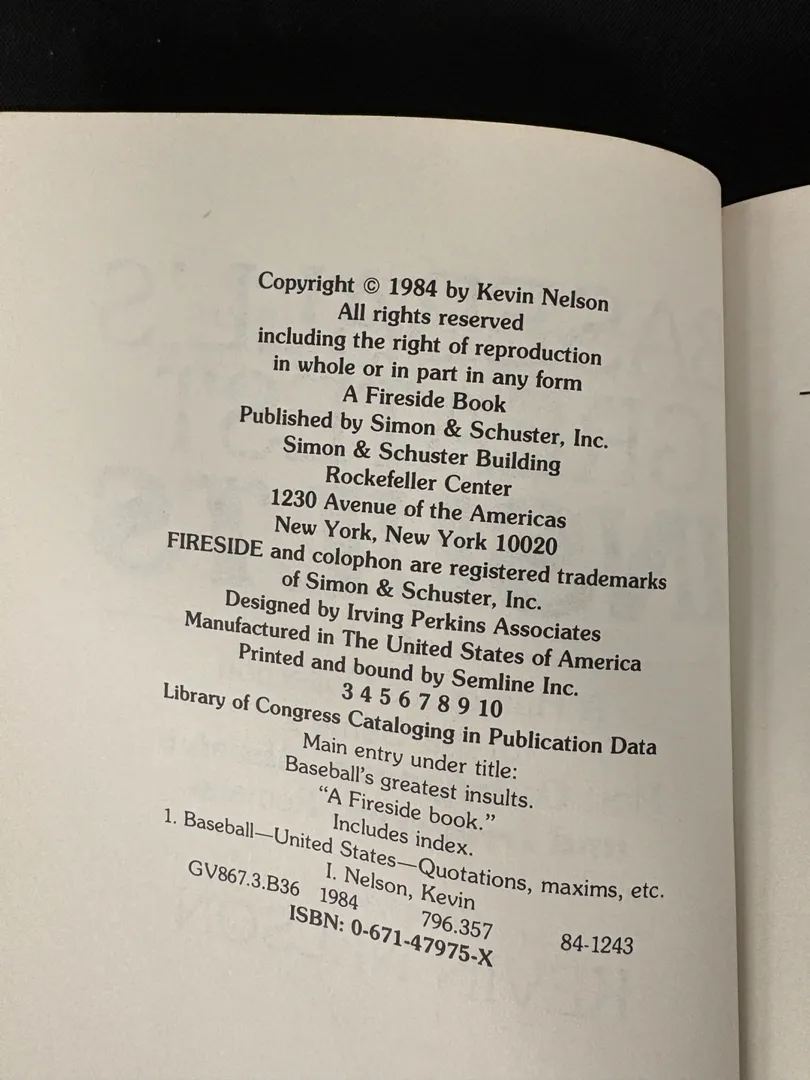 Copyright © 1984 by Kevin Nelson
All rights reserved
including the right of reproduction
in whole or in part in any form
A Fireside Book
Published by Simon & Schuster, Inc.
Simon & Schuster Building
Rockefeller Center
1230 Avenue of the Americas
New York, New York 10020
FIRESIDE and colophon are registered trademarks
of Simon & Schuster, Inc.
Designed by Irving Perkins Associates
Manufactured in The United States of America
Printed and bound by Semline Inc.
3 4 5 6 7 8 9 10
Library of Congress Cataloging in Publication Data
Main entry under title:
Baseball's greatest insults.
"A Fireside book."
Includes index.
1. Baseball—United States—Quotations, maxims, etc.
I. Nelson, Kevin
GV867.3.B36 1984 796.357 84-1243
ISBN: 0-671-47975-X